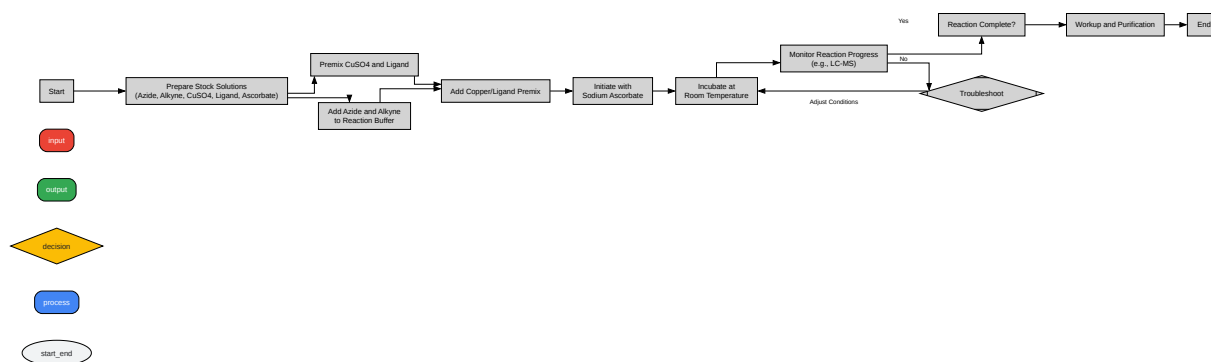 Start
Prepare Stock Solutions
(Azide, Alkyne, CuSO4, Ligand, Ascorbate)
Premix CuSO4 and Ligand
Add Azide and Alkyne
to Reaction Buffer
Add Copper/Ligand Premix
Initiate with
Sodium Ascorbate
Incubate at
Room Temperature
Monitor Reaction Progress
(e.g., LC-MS)
Yes
No
Reaction Complete?
Workup and Purification
End
Troubleshoot
Adjust Conditions
input
output
decision
process
start_end